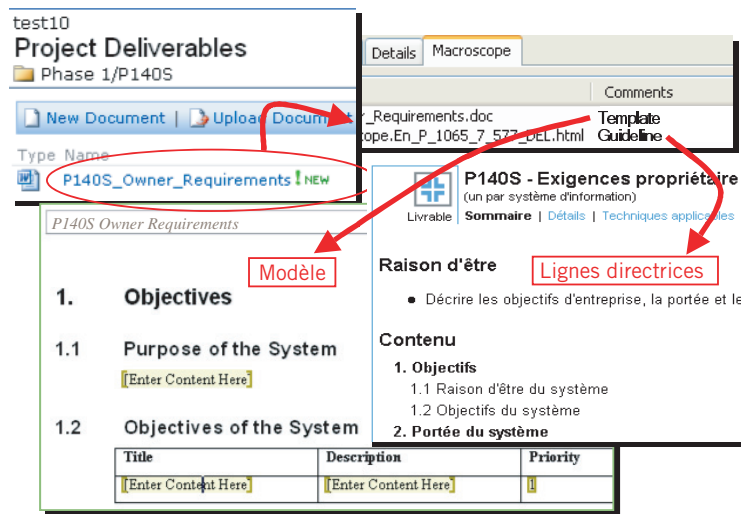 test10
Project Deliverables
Phase 1/P140S
New Document | Upload Document
Type Name
P140S_Owner_Requirements ! NEW
Details Macroscope
Comments
_Requirements.doc Template
cope.En_P_1065_7_577_DEL.html Guideline
P140S - Exigences propriétaire
(un par système d'information)
Livrable Sommaire | Détails | Techniques applicables
Raison d'être
Lignes directrices
• Décrire les objectifs d'entreprise, la portée et le
Contenu
1. Objectifs
1.1 Raison d'être du système
1.2 Objectifs du système
2. Portée du système
P140S Owner Requirements
Modèle
1. Objectives
1.1 Purpose of the System
[Enter Content Here]
1.2 Objectives of the System
Title Description Priority
[Enter Content Here] [Enter Content Here] 1